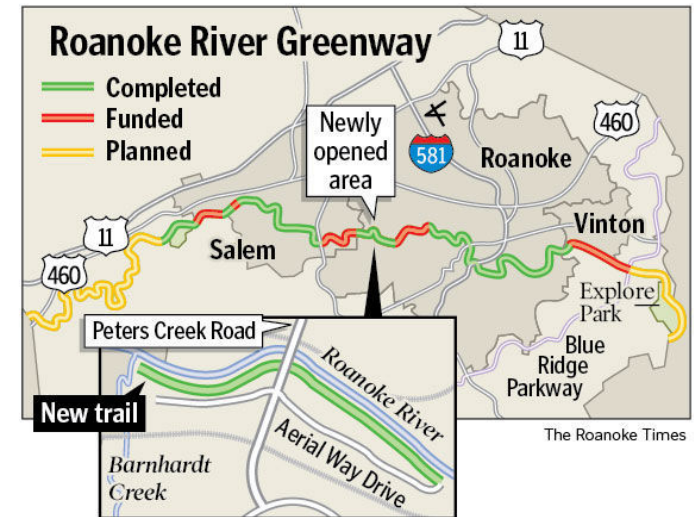 Roanoke River Greenway
Completed
Funded
Planned
11
460
Newly
opened
area
581
Roanoke
Vinton
11
460
Salem
Explore
Park
Blue
Ridge
Parkway
Peters Creek Road
Roanoke River
New trail
Aerial Way Drive
Barnhardt
Creek
The Roanoke Times